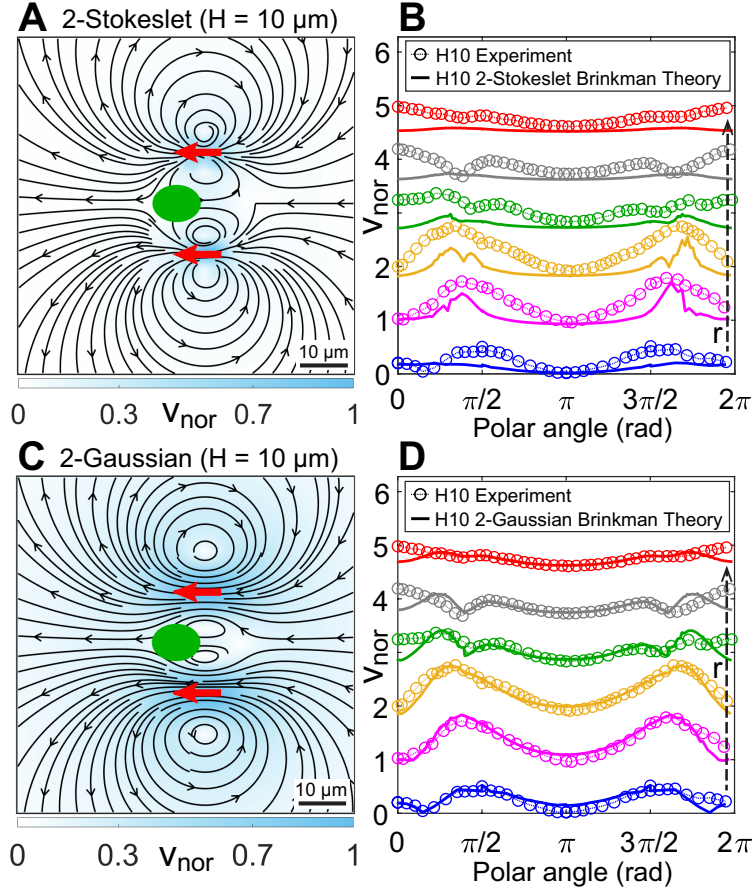 A 2-Stokeslet (H = 10 µm)
10 µm
0 0.3 0.7 1
v_nor
B
H10 Experiment
H10 2-Stokeslet Brinkman Theory
6
5
4
3
2
1
0
v_nor
r
0 π/2 π 3π/2 2π
Polar angle (rad)
C 2-Gaussian (H = 10 µm)
10 µm
0 0.3 0.7 1
v_nor
D
H10 Experiment
H10 2-Gaussian Brinkman Theory
6
5
4
3
2
1
0
v_nor
r
0 π/2 π 3π/2 2π
Polar angle (rad)